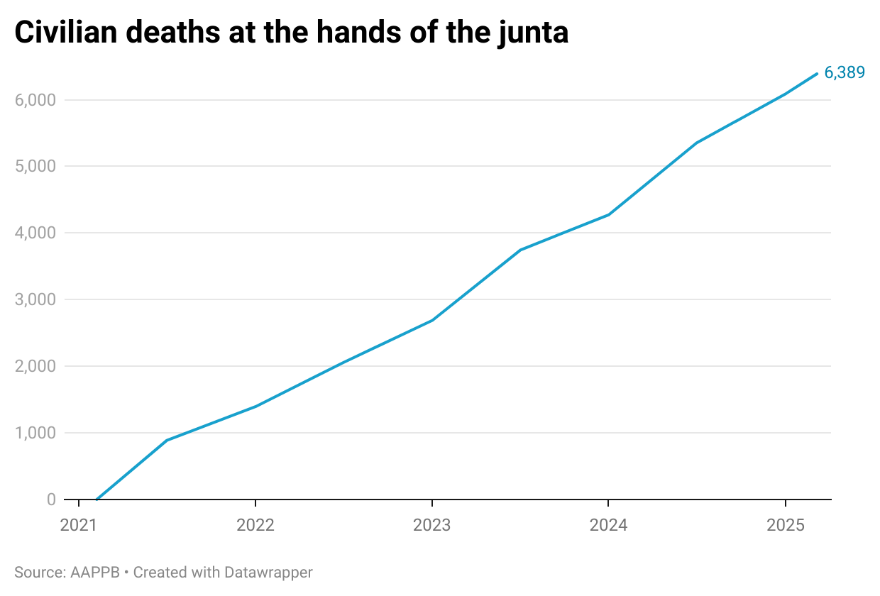 Civilian deaths at the hands of the junta
6,389
6,000
5,000
4,000
3,000
2,000
1,000
0
2021 2022 2023 2024 2025
Source: AAPPB • Created with Datawrapper